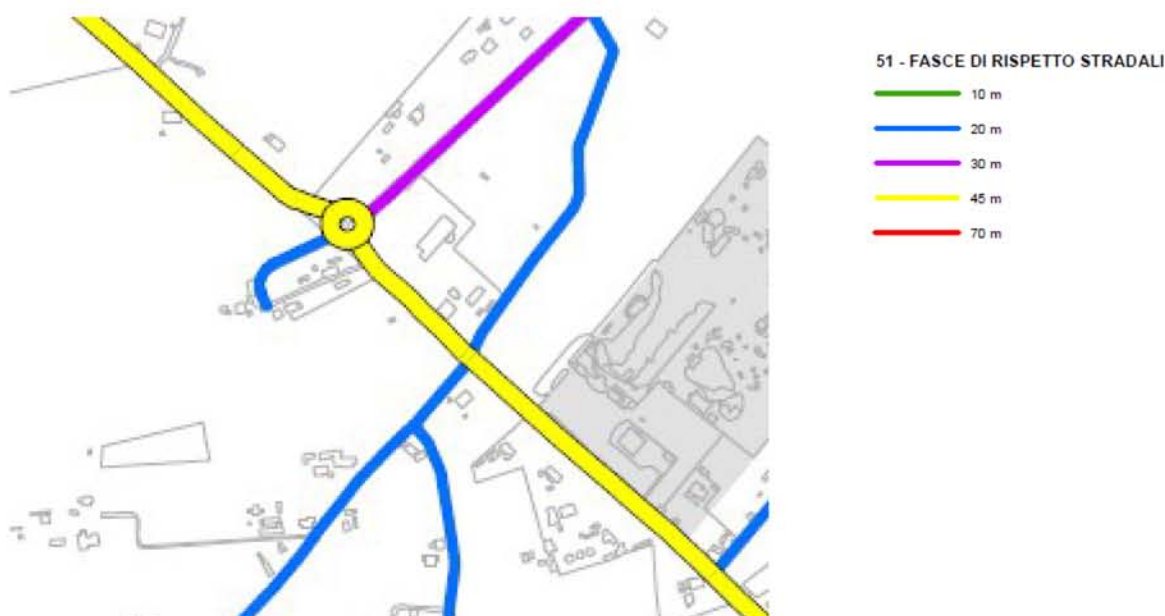 51 - FASCE DI RISPETTO STRADALI
10 m
20 m
30 m
45 m
70 m